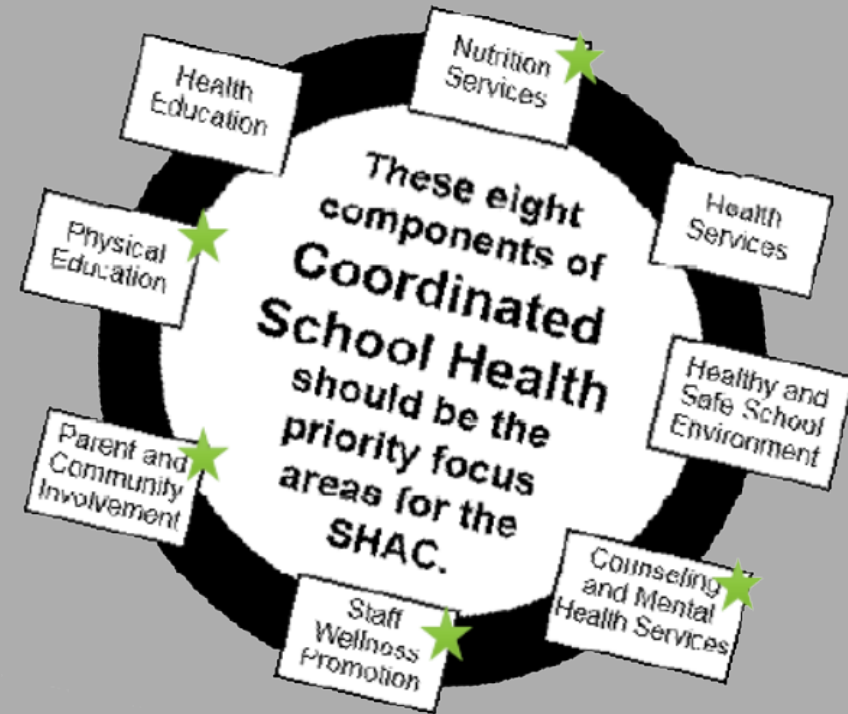 Nutrition
Services
Health
Services
Healthy and
Safe School
Environment
Counseling
and Mental
Health Services
Staff
Wellness
Promotion
Parent and
Community
Involvement
Physical
Education
Health
Education
These eight
components of
Coordinated
School Health
should be the
priority focus
areas for the
SHAC.